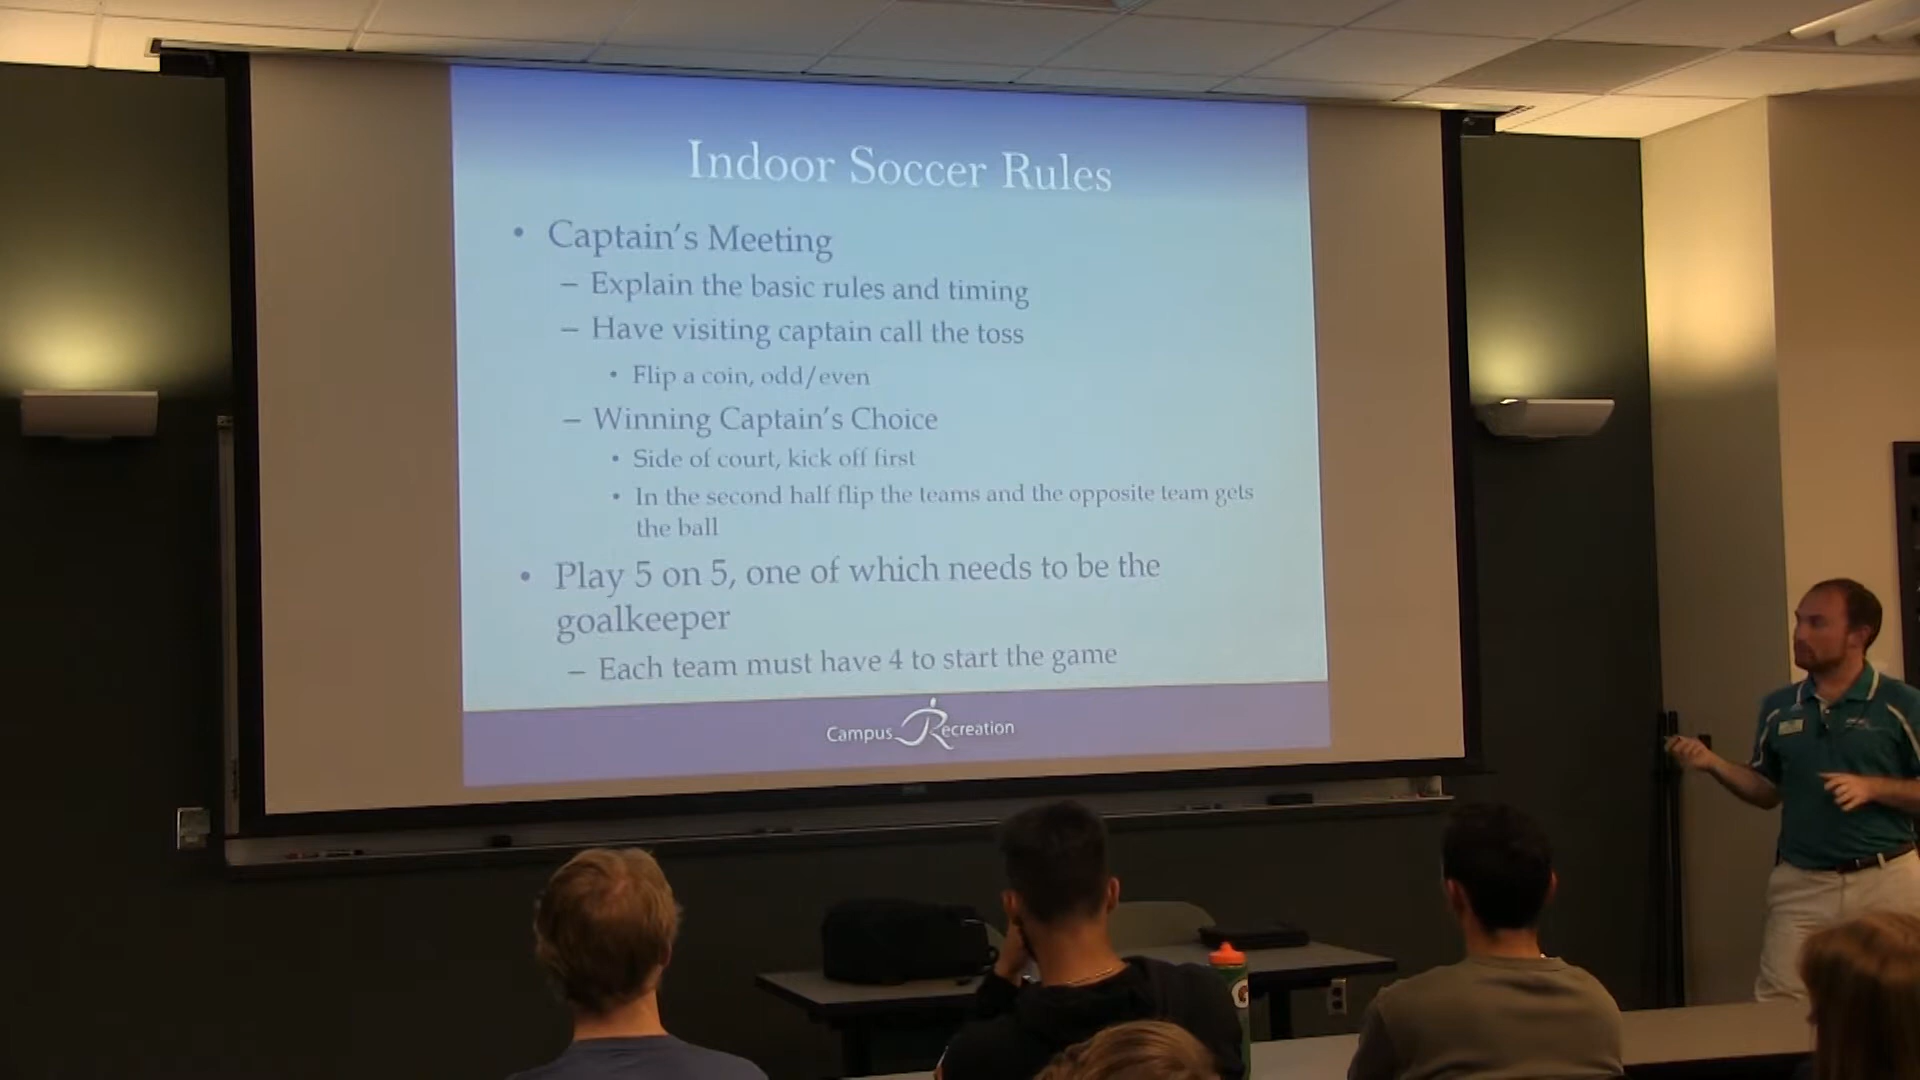 Indoor Soccer Rules
• Captain's Meeting
– Explain the basic rules and timing
– Have visiting captain call the toss
• Flip a coin, odd/even
– Winning Captain's Choice
• Side of court, kick off first
• In the second half flip the teams and the opposite team gets
the ball
• Play 5 on 5, one of which needs to be the
goalkeeper
– Each team must have 4 to start the game
Campus Recreation